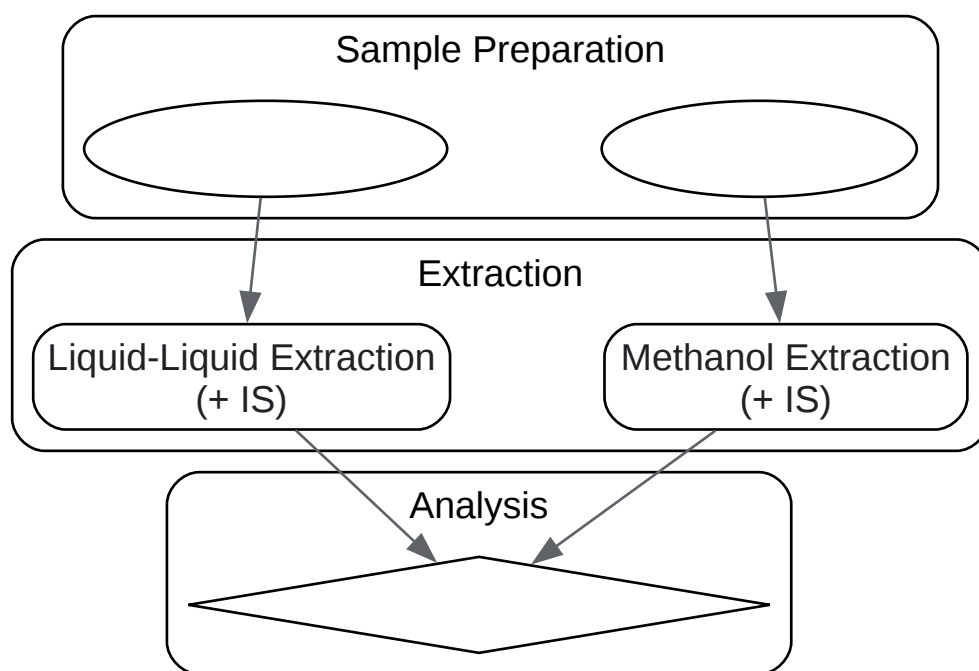 Sample Preparation
Extraction
Liquid-Liquid Extraction
(+ IS)
Methanol Extraction
(+ IS)
Analysis